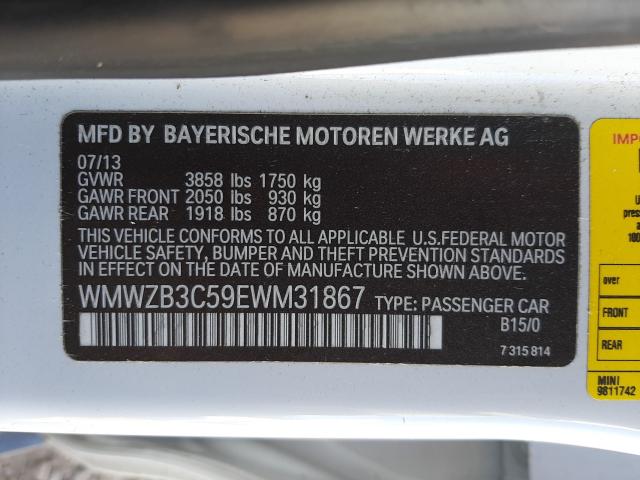 MFD BY BAYERISCHE MOTOREN WERKE AG
07/13
GVWR 3858 lbs 1750 kg
GAWR FRONT 2050 lbs 930 kg
GAWR REAR 1918 lbs 870 kg
THIS VEHICLE CONFORMS TO ALL APPLICABLE U.S.FEDERAL MOTOR
VEHICLE SAFETY, BUMPER AND THEFT PREVENTION STANDARDS
IN EFFECT ON THE DATE OF MANUFACTURE SHOWN ABOVE.
WMWZB3C59EWM31867 TYPE: PASSENGER CAR
B15/0
7 315 814
over
FRONT
REAR
MINI
9811742